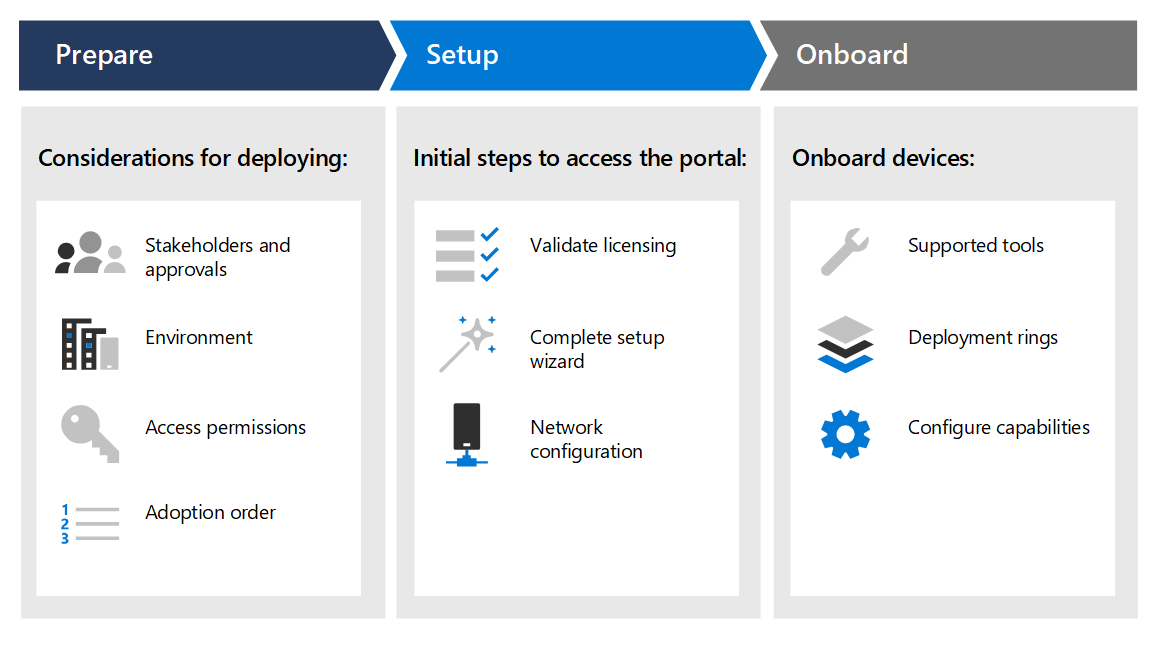 Prepare
Setup
Onboard
Considerations for deploying:
Stakeholders and
approvals
Environment
Access permissions
1
2
3
Adoption order
Initial steps to access the portal:
Validate licensing
Complete setup
wizard
Network
configuration
Onboard devices:
Supported tools
Deployment rings
Configure capabilities